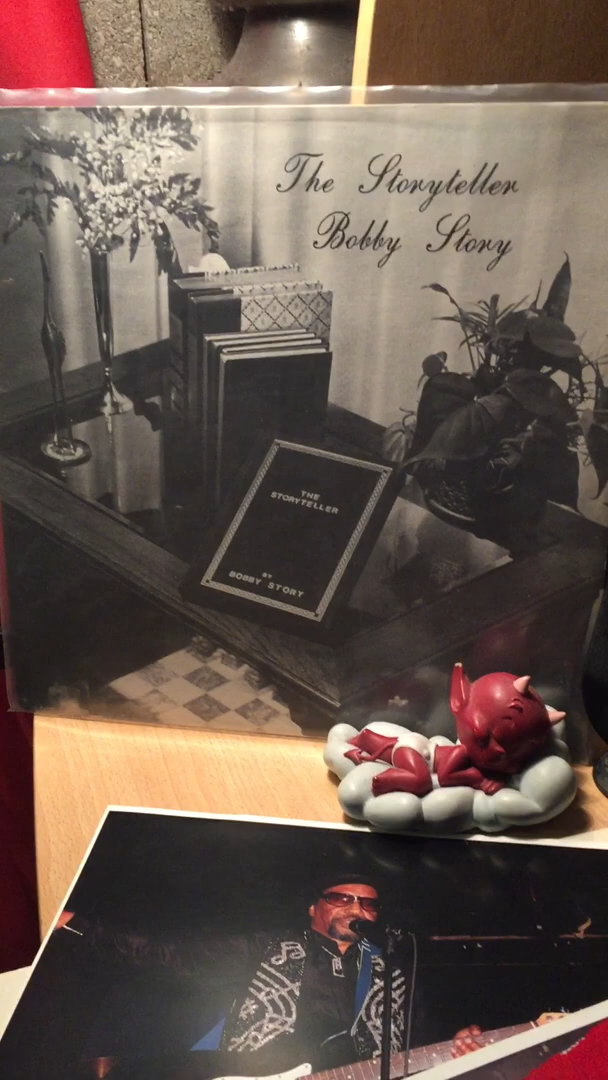 The Storyteller
Bobby Story
THE
STORYTELLER
BY
BOBBY STORY